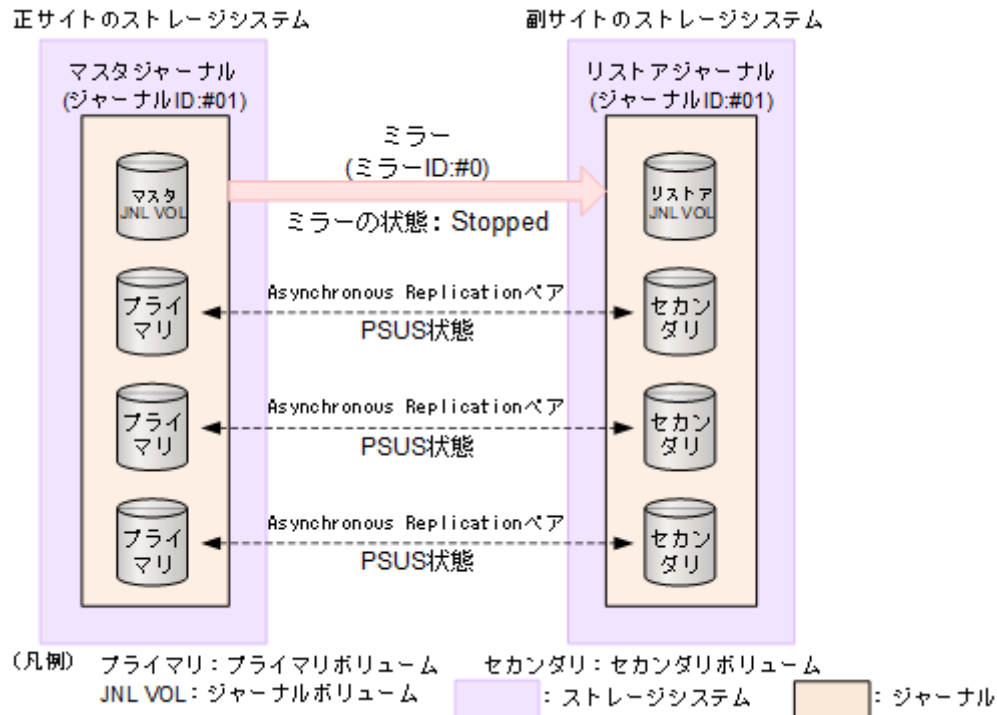 正サイトのストレージシステム
副サイトのストレージシステム
マスタジャーナル
(ジャーナルID:#01)
リストアジャーナル
(ジャーナルID:#01)
マスタ
JNL VOL
ミラー
(ミラーID:#0)
ミラーの状態：Stopped
リストア
JNL VOL
プライ
マリ
Asynchronous Replicationペア
PSUS状態
セカン
ダリ
プライ
マリ
Asynchronous Replicationペア
PSUS状態
セカン
ダリ
プライ
マリ
Asynchronous Replicationペア
PSUS状態
セカン
ダリ
(凡例) プライマリ：プライマリボリューム セカンダリ：セカンダリボリューム
JNL VOL：ジャーナルボリューム ：ストレージシステム ：ジャーナル